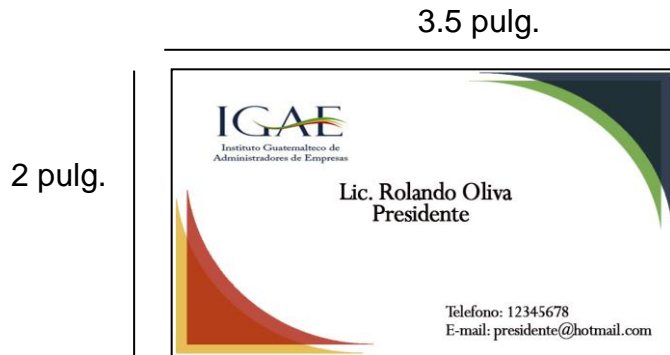 3.5 pulg.
2 pulg.
IGAE
Instituto Guatemalteco de
Administradores de Empresas
Lic. Rolando Oliva
Presidente
Telefono: 12345678
E-mail: presidente@hotmail.com